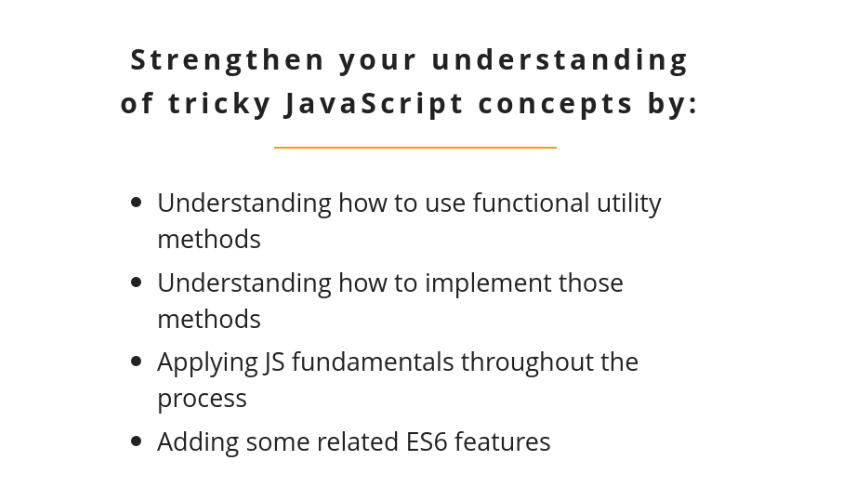 Strengthen your understanding
of tricky JavaScript concepts by:
• Understanding how to use functional utility
methods
• Understanding how to implement those
methods
• Applying JS fundamentals throughout the
process
• Adding some related ES6 features